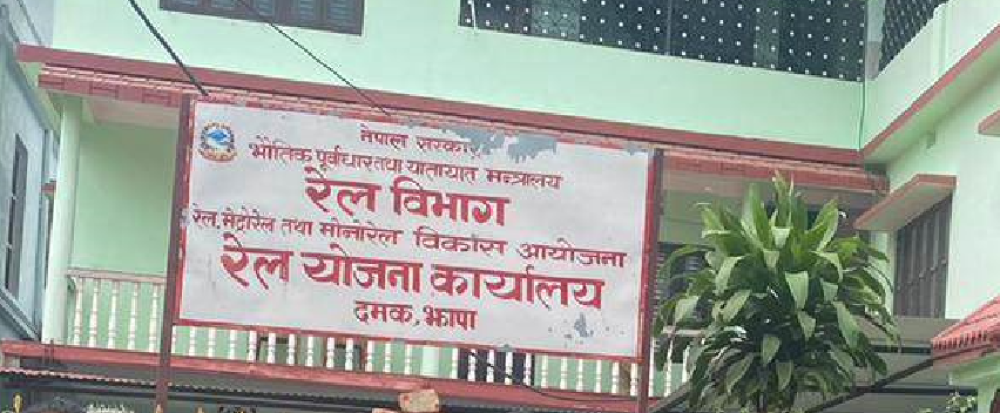 नेपाल सरकार
भौतिक पूर्वाधार तथा यातायात मन्त्रालय
रेल विभाग
रेल, मेट्रोरेल तथा मोनोरेल विकास आयोजना
रेल योजना कार्यालय
दमक, झापा